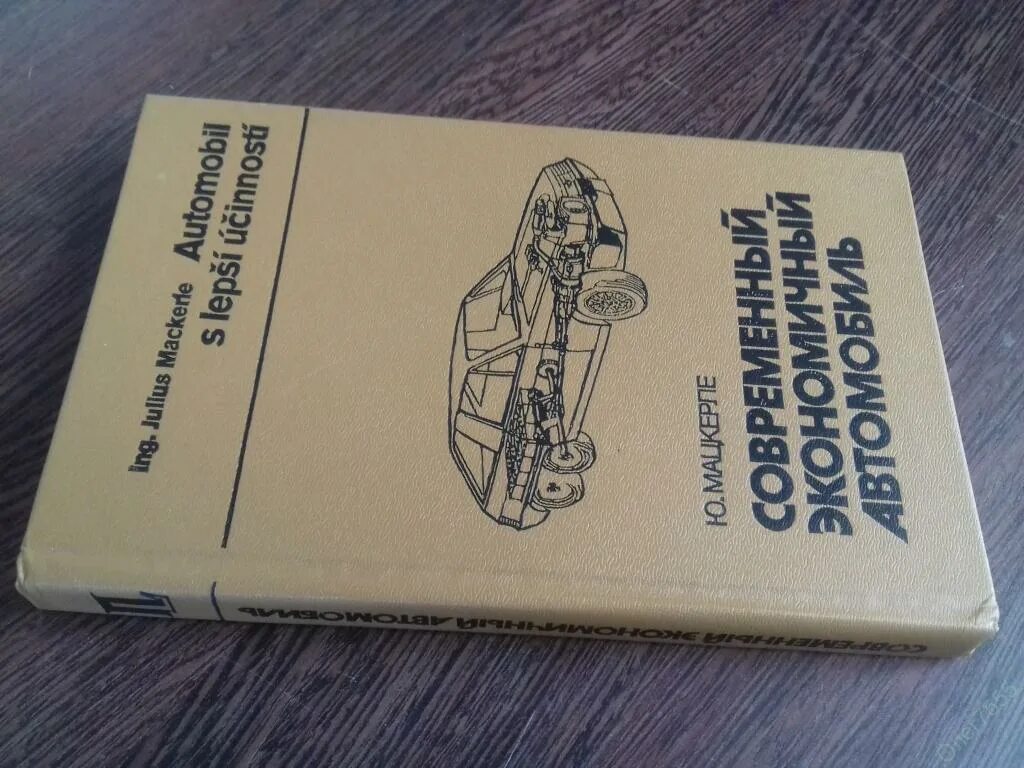 ing. Julius Mackerle Automobil
s lepší účinností
Ю. МАЦКЕРЛЕ
СОВРЕМЕННЫЙ
ЭКОНОМИЧНЫЙ
АВТОМОБИЛЬ
СОВРЕМЕННЫЙ ЭКОНОМИЧНЫЙ АВТОМОБИЛЬ